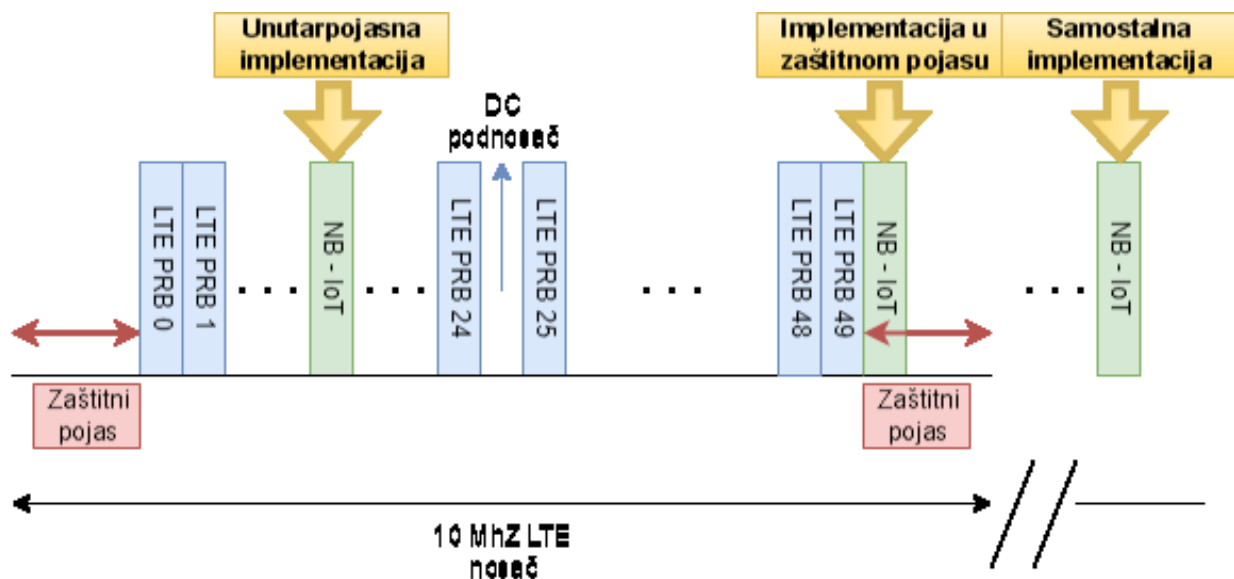 Unutarpojasna
implementacija
Implementacija u
zaštitnom pojasu
Samostalna
implementacija
DC
podnosač
LTE PRB 0
LTE PRB 1
NB - IoT
LTE PRB 24
LTE PRB 25
LTE PRB 48
LTE PRB 49
NB - IoT
NB - IoT
Zaštitni
pojas
Zaštitni
pojas
10 MhZ LTE
nosač